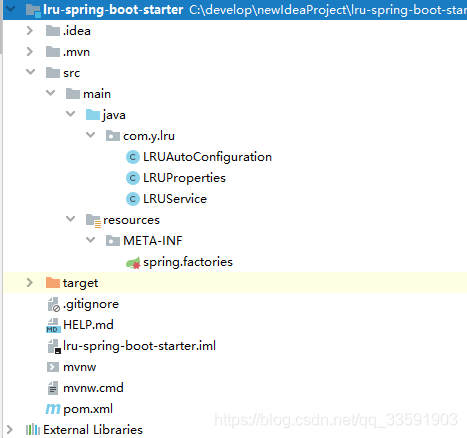 lru-spring-boot-starter C:\develop\newIdeaProject\lru-spring-boot-star
.idea
.mvn
src
main
java
com.y.lru
C LRUAutoConfiguration
C LRUProperties
C LRUService
resources
META-INF
spring.factories
target
.gitignore
MD HELP.md
lru-spring-boot-starter.iml
mvnw
mvnw.cmd
m pom.xml
https://blog.csdn.net/qq_33591903
External Libraries